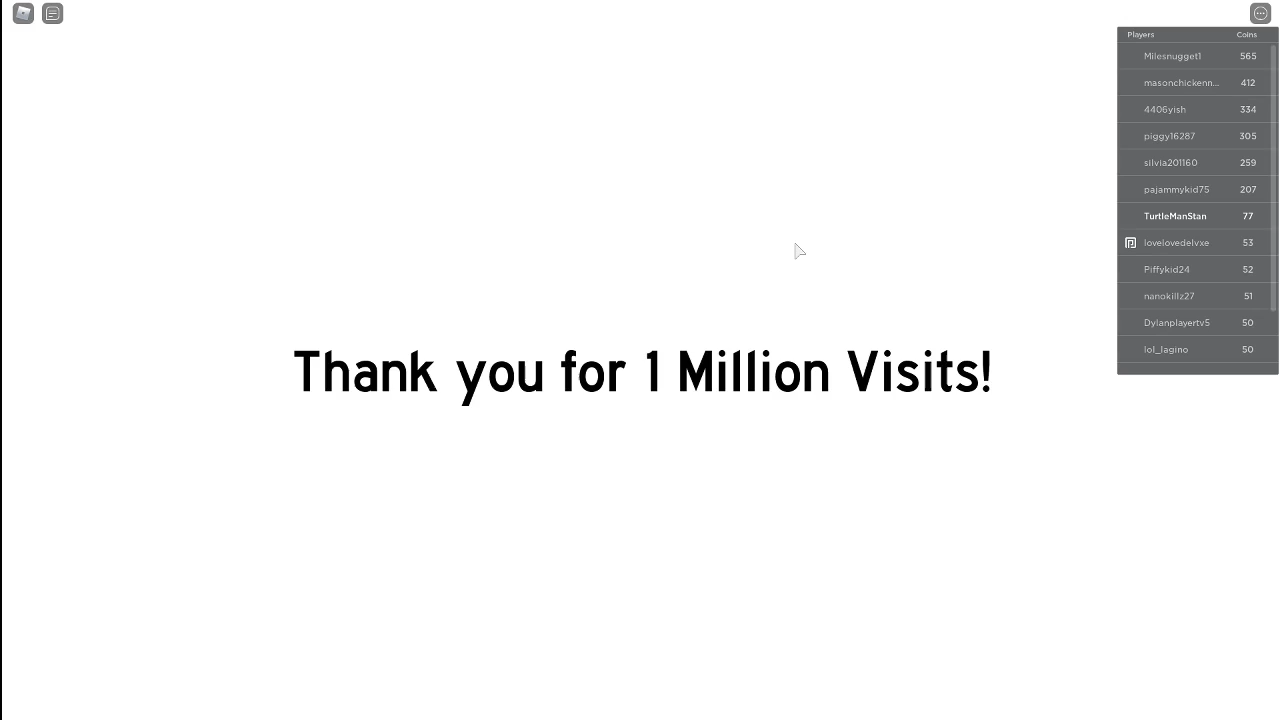 Players Coins
Milesnugget1 565
masonchickenn... 412
4406yish 334
piggy16287 305
silvia201160 259
pajammykid75 207
TurtleManStan 77
lovelovedelvxe 53
Piffykid24 52
nanokillz27 51
Dylanplayertv5 50
lol_lagino 50
Thank you for 1 Million Visits!